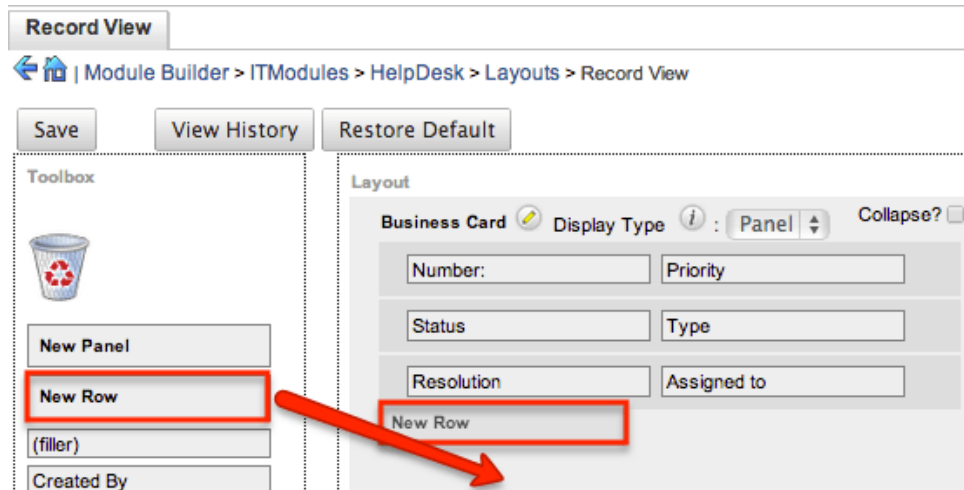 Record View
| Module Builder > ITModules > HelpDesk > Layouts > Record View
Save View History Restore Default
Toolbox
New Panel
New Row
(filler)
Created By
Layout
Business Card Display Type i : Panel Collapse?
Number: Priority
Status Type
Resolution Assigned to
New Row